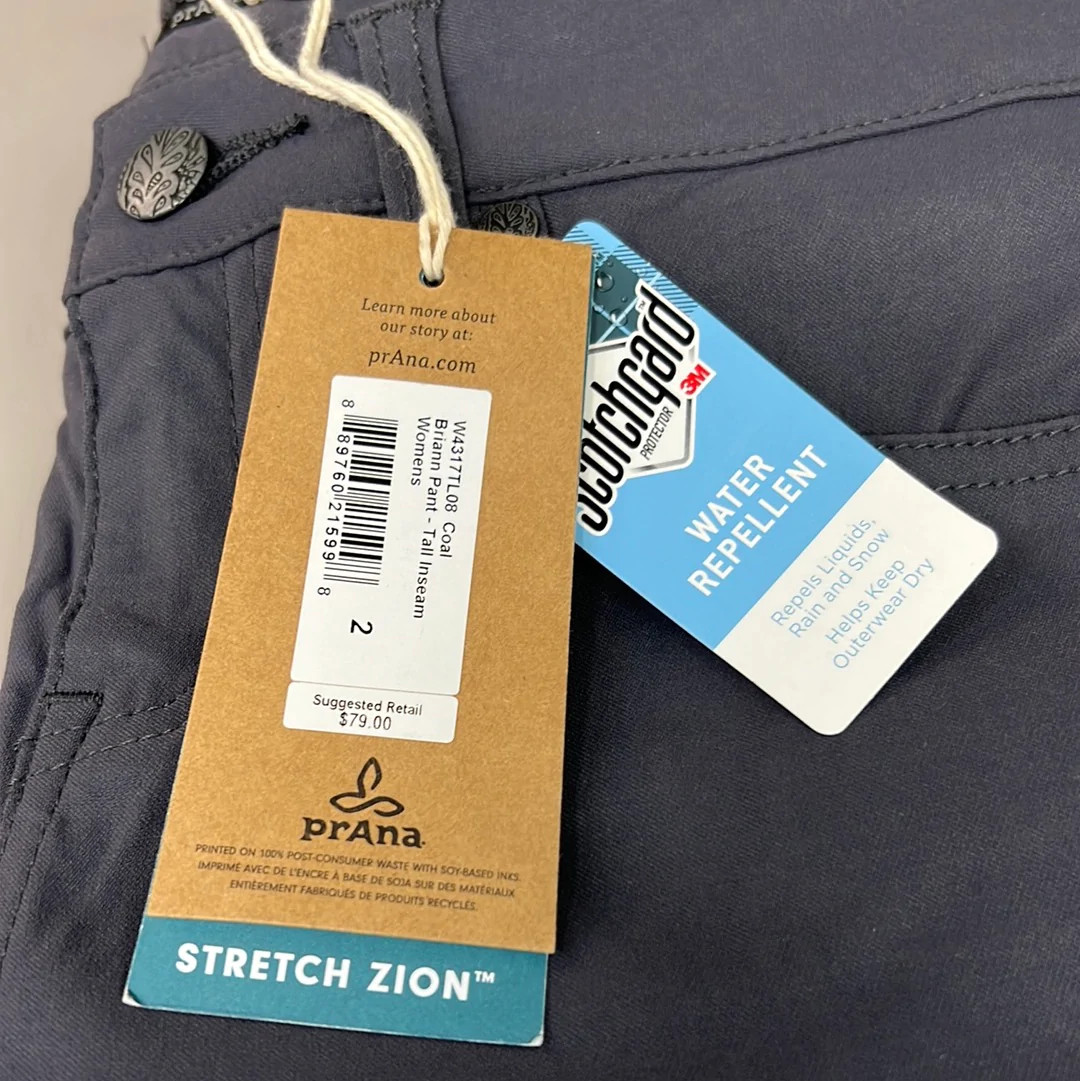 prAna
Learn more about
our story at:
prAna.com
W4317TL08 Coal
Briann Pant - Tall Inseam
Womens
8 89760 21599 8
2
Suggested Retail
$79.00
prAna
PRINTED ON 100% POST-CONSUMER WASTE WITH SOY-BASED INKS.
IMPRIMÉ AVEC DE L'ENCRE À BASE DE SOJA SUR DES MATÉRIAUX
ENTIÈREMENT FABRIQUÉS DE PRODUITS RECYCLÉS.
STRETCH ZION™
Scotchgard™
PROTECTOR
3M
WATER
REPELLENT
Repels Liquids,
Rain and Snow
Helps Keep
Outerwear Dry